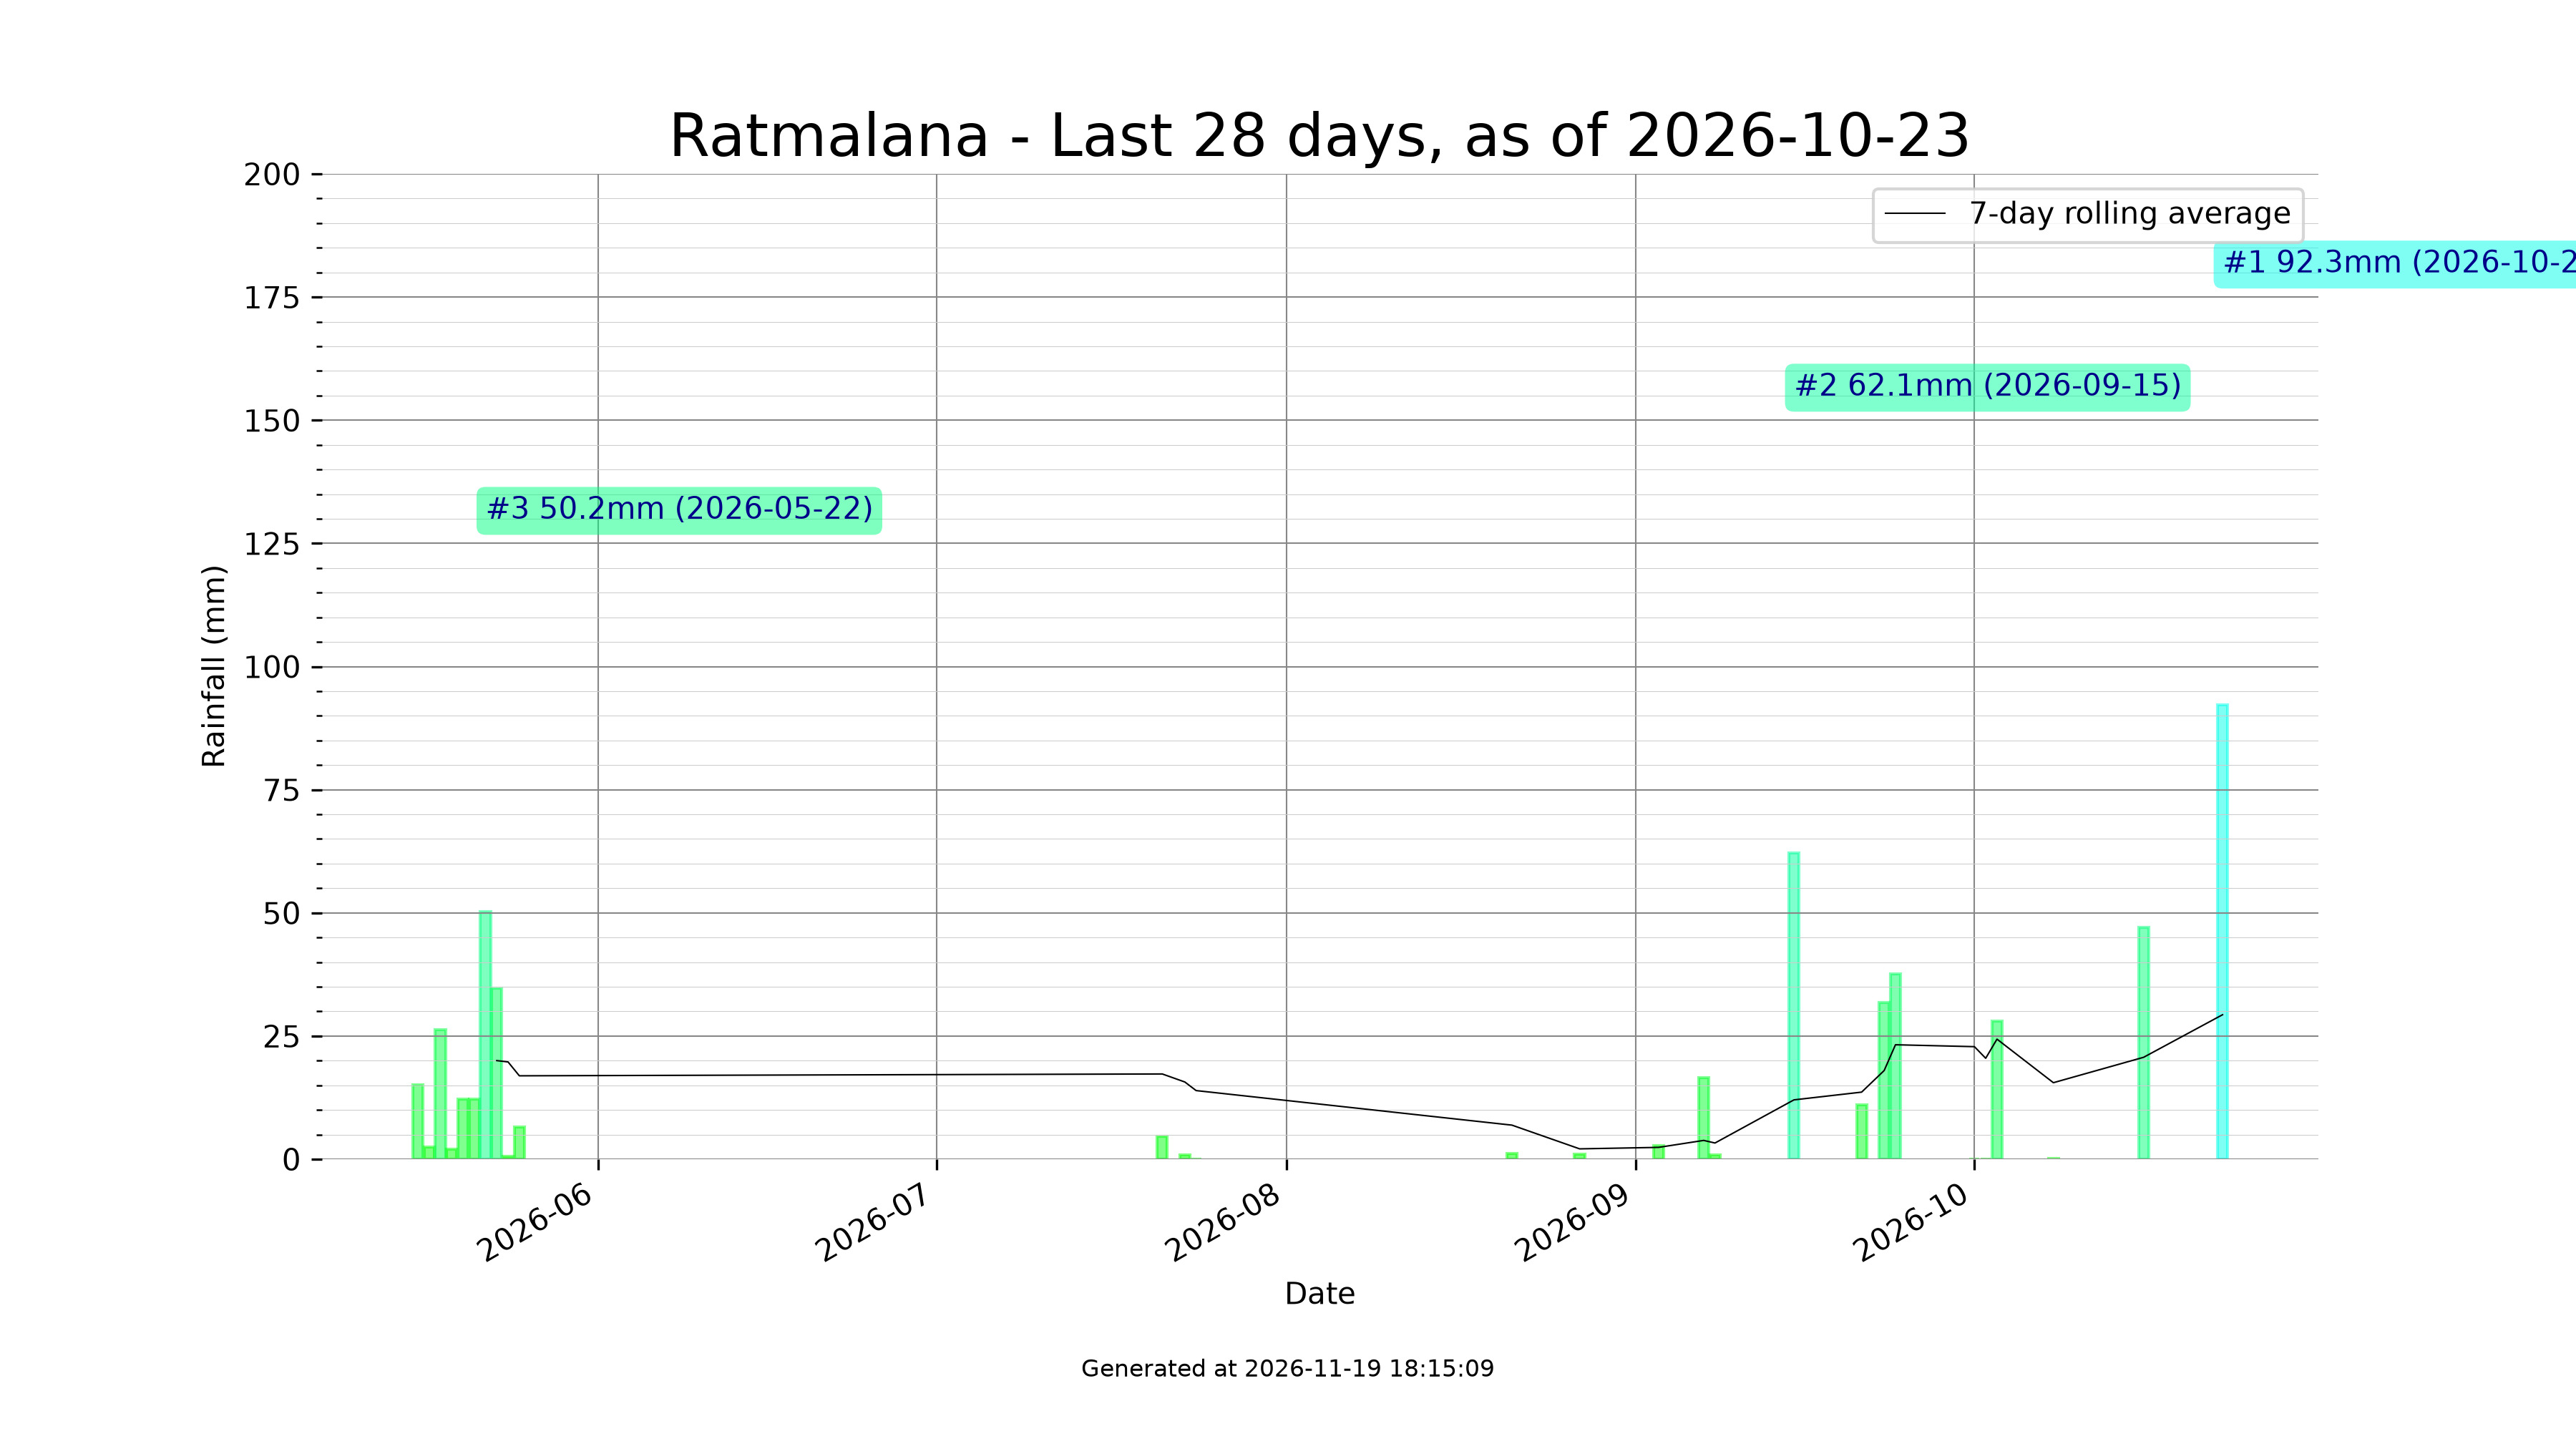 Ratmalana - Last 28 days, as of 2026-10-23
200
175
150
125
100
75
50
25
0
Rainfall (mm)
7-day rolling average
#1 92.3mm (2026-10-2
#2 62.1mm (2026-09-15)
#3 50.2mm (2026-05-22)
2026-06
2026-07
2026-08
2026-09
2026-10
Date
Generated at 2026-11-19 18:15:09